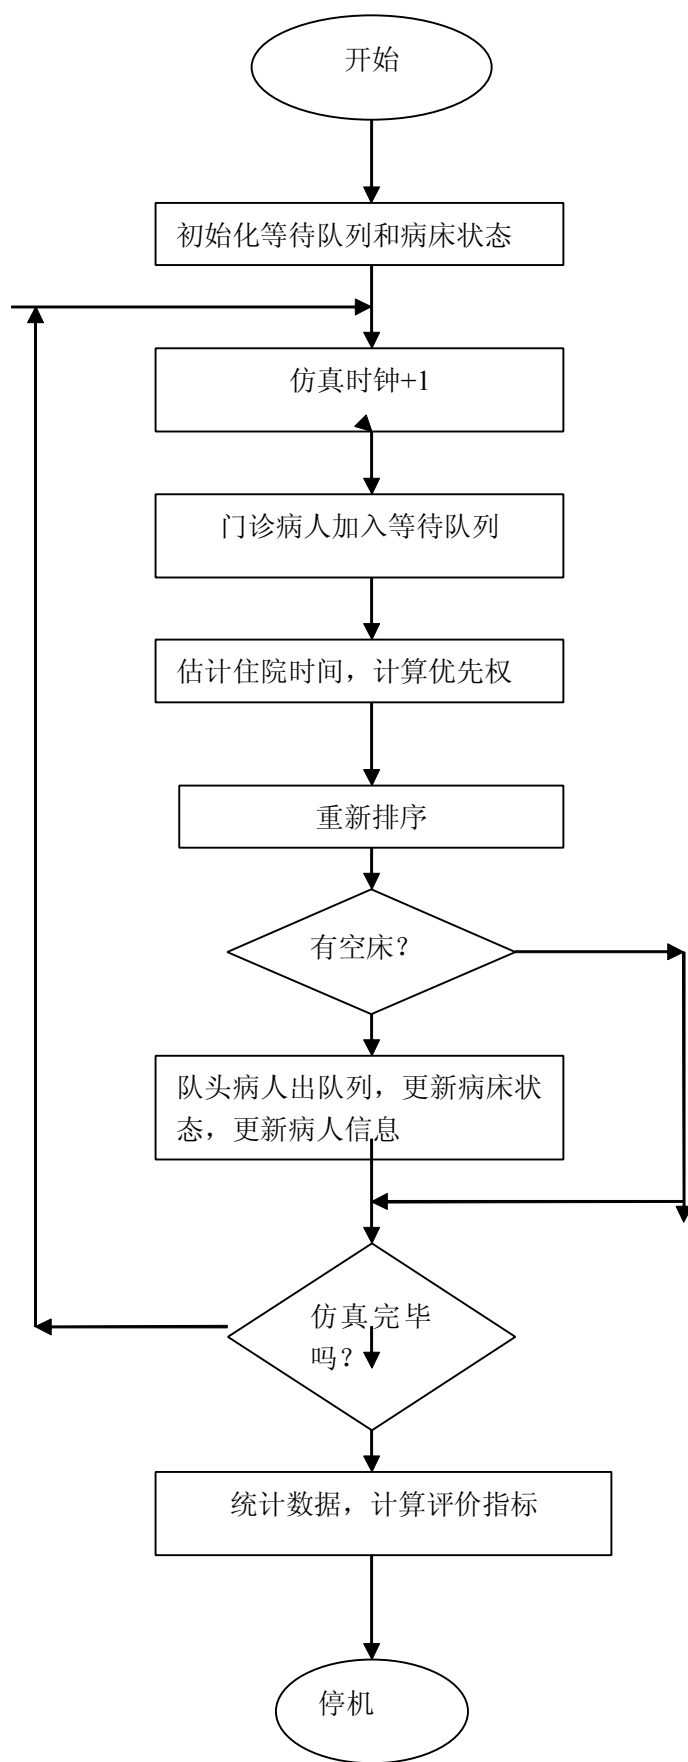 开始
初始化等待队列和病床状态
仿真时钟+1
门诊病人加入等待队列
估计住院时间，计算优先权
重新排序
有空床？
队头病人出队列，更新病床状
态，更新病人信息
仿真完毕
吗？
统计数据，计算评价指标
停机